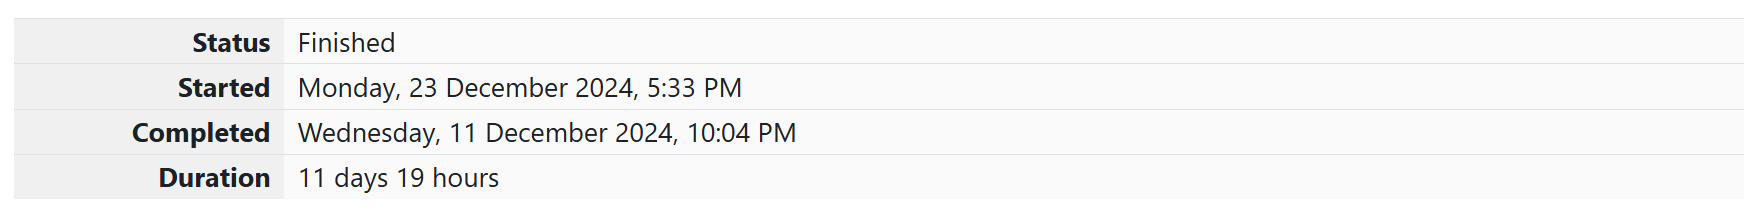 Status Finished
Started Monday, 23 December 2024, 5:33 PM
Completed Wednesday, 11 December 2024, 10:04 PM
Duration 11 days 19 hours